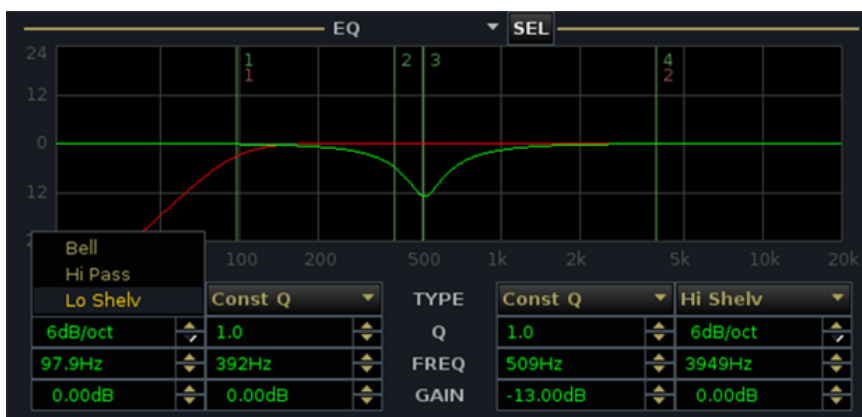 EQ SEL
24
1 2 3 4
1 2
12
0
12
100 200 500 1k 2k 5k 10k 20k
Bell
Hi Pass
Lo Shelv
Const Q TYPE Const Q Hi Shelv
6dB/oct 1.0 Q 1.0 6dB/oct
97.9Hz 392Hz FREQ 509Hz 3949Hz
0.00dB 0.00dB GAIN -13.00dB 0.00dB